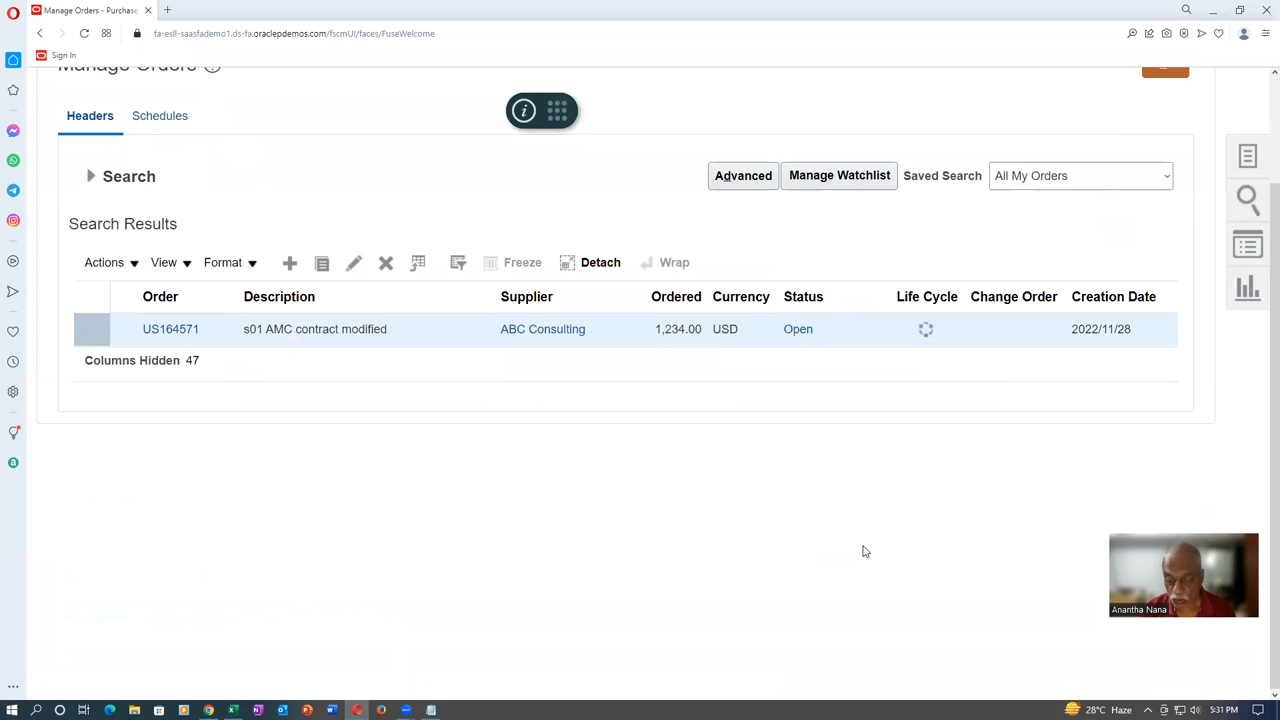 Manage Orders - Purchase
fa-esll-saasfademo1.ds-fa.oraclepdemos.com/fscmUI/faces/FuseWelcome
Sign In
Manage Orders
Headers Schedules
Search Advanced Manage Watchlist Saved Search All My Orders
Search Results
Actions View Format Freeze Detach Wrap
Order Description Supplier Ordered Currency Status Life Cycle Change Order Creation Date
US164571 s01 AMC contract modified ABC Consulting 1,234.00 USD Open 2022/11/28
Columns Hidden 47
Anantha Nana
28°C Haze 5:31 PM